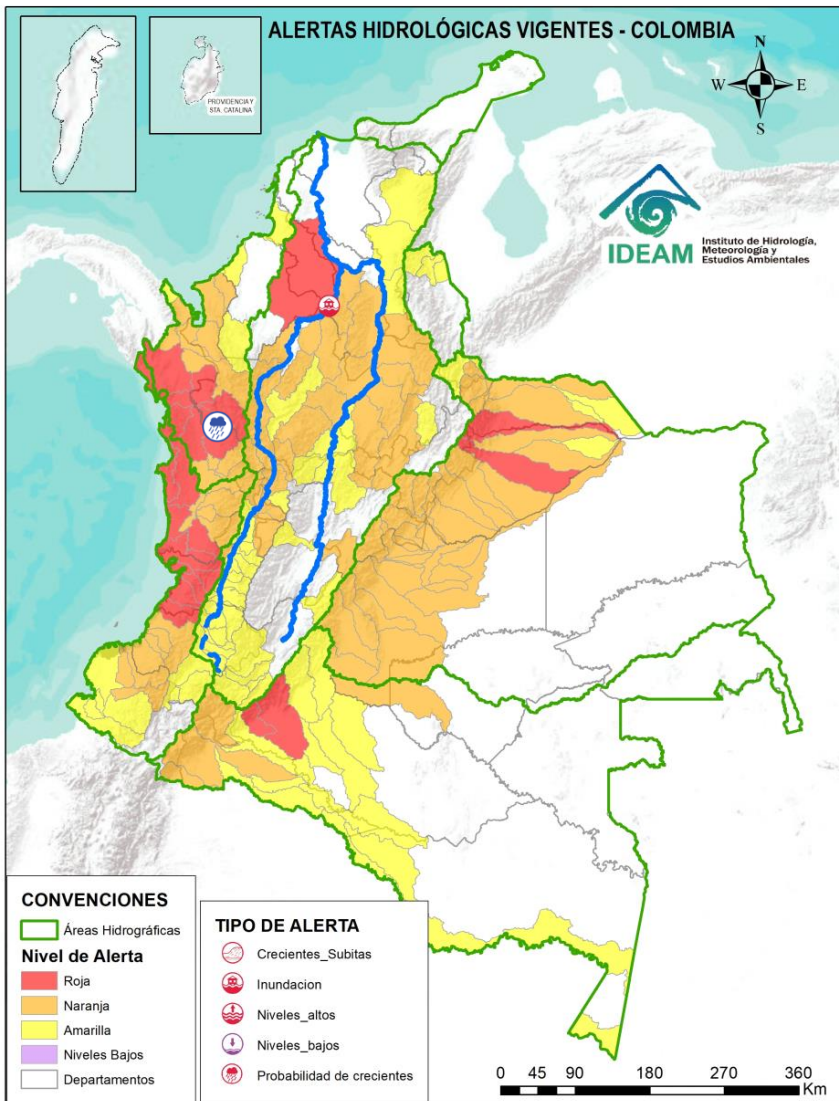 ALERTAS HIDROLÓGICAS VIGENTES - COLOMBIA
PROVIDENCIA Y
STA. CATALINA
N
W
E
S
IDEAM
Instituto de Hidrología,
Meteorología y
Estudios Ambientales
CONVENCIONES
Áreas Hidrográficas
Nivel de Alerta
Roja
Naranja
Amarilla
Niveles Bajos
Departamentos
TIPO DE ALERTA
Crecientes_Subitas
Inundacion
Niveles_altos
Niveles_bajos
Probabilidad de crecientes
0 45 90 180 270 360
Km